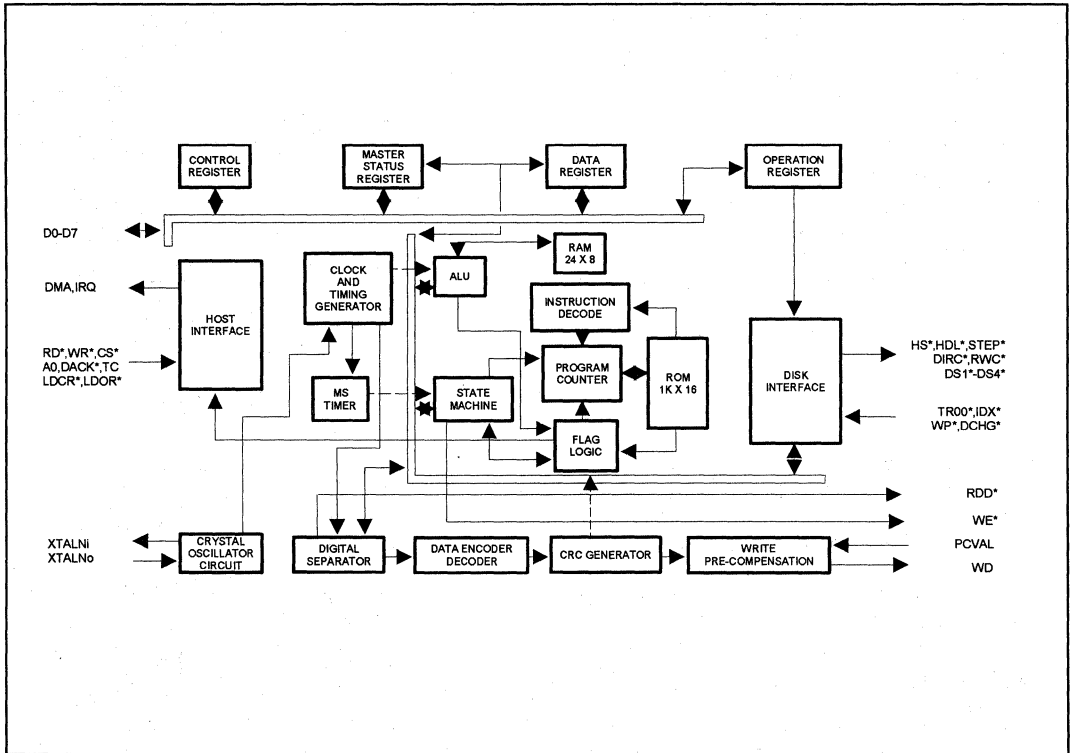 CONTROL
REGISTER
MASTER
STATUS
REGISTER
DATA
REGISTER
OPERATION
REGISTER
D0-D7
DMA,IRQ
RD*,WR*,CS*
A0,DACK*,TC
LDCR*,LDOR*
HOST
INTERFACE
CLOCK
AND
TIMING
GENERATOR
MS
TIMER
ALU
RAM
24 X 8
INSTRUCTION
DECODE
PROGRAM
COUNTER
ROM
1K X 16
STATE
MACHINE
FLAG
LOGIC
DISK
INTERFACE
HS*,HDL*,STEP*
DIRC*,RWC*
DS1*-DS4*
TR00*,IDX*
WP*,DCHG*
RDD*
WE*
XTALNi
XTALNo
CRYSTAL
OSCILLATOR
CIRCUIT
DIGITAL
SEPARATOR
DATA ENCODER
DECODER
CRC GENERATOR
WRITE
PRE-COMPENSATION
PCVAL
WD